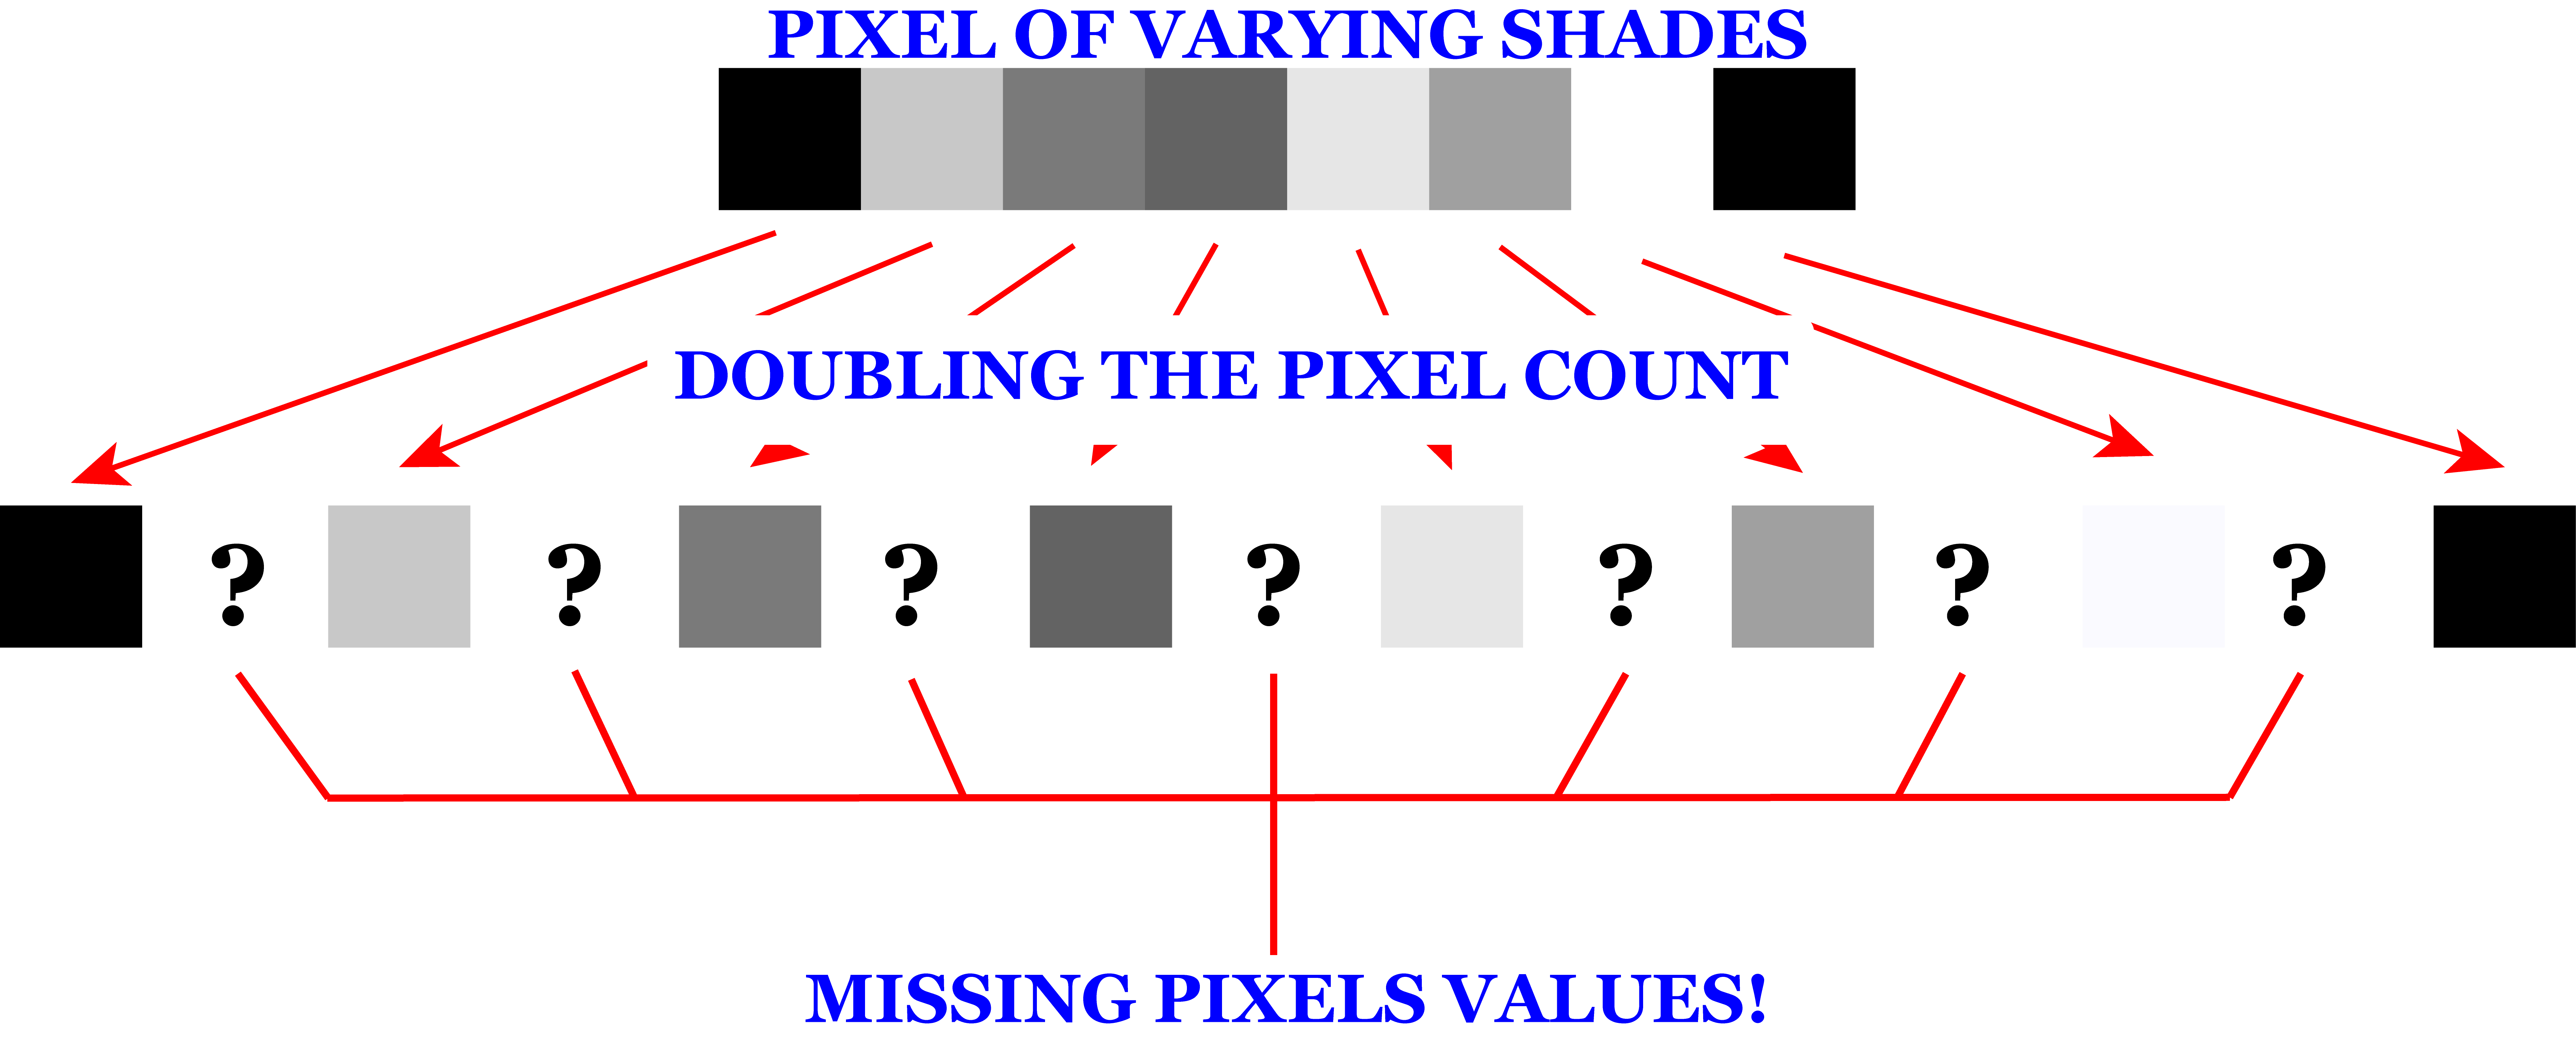 PIXEL OF VARYING SHADES
DOUBLING THE PIXEL COUNT
? ? ? ? ? ? ?
MISSING PIXELS VALUES!